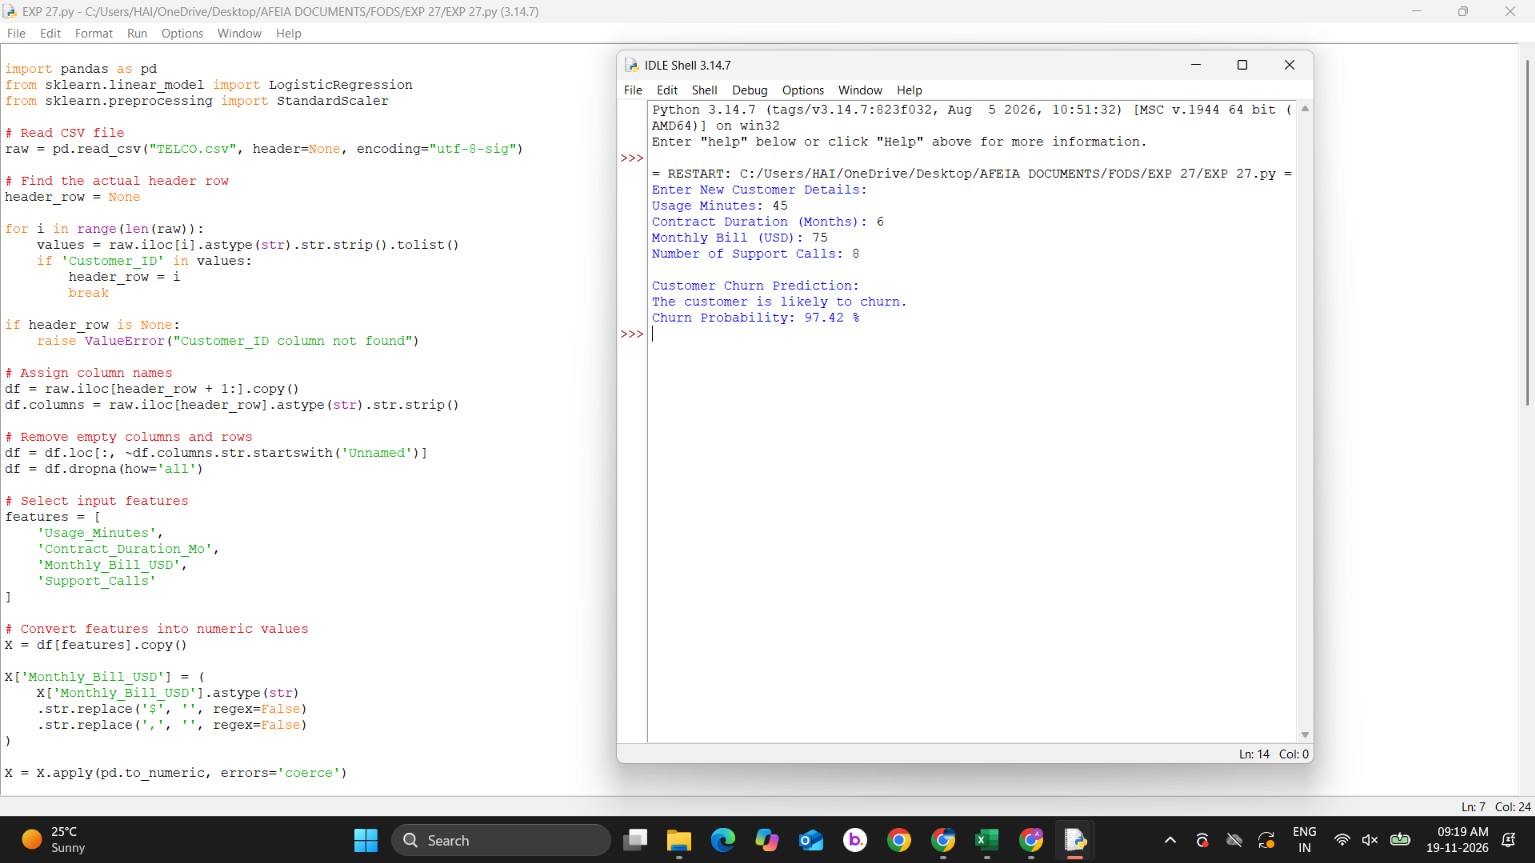 EXP 27.py - C:/Users/HAI/OneDrive/Desktop/AFEIA DOCUMENTS/FODS/EXP 27/EXP 27.py (3.14.7)
File Edit Format Run Options Window Help
import pandas as pd
from sklearn.linear_model import LogisticRegression
from sklearn.preprocessing import StandardScaler
# Read CSV file
raw = pd.read_csv("TELCO.csv", header=None, encoding="utf-8-sig")
# Find the actual header row
header_row = None
for i in range(len(raw)):
    values = raw.iloc[i].astype(str).str.strip().tolist()
    if 'Customer_ID' in values:
        header_row = i
        break
if header_row is None:
    raise ValueError("Customer_ID column not found")
# Assign column names
df = raw.iloc[header_row + 1:].copy()
df.columns = raw.iloc[header_row].astype(str).str.strip()
# Remove empty columns and rows
df = df.loc[:, ~df.columns.str.startswith('Unnamed')]
df = df.dropna(how='all')
# Select input features
features = [
    'Usage_Minutes',
    'Contract_Duration_Mo',
    'Monthly_Bill_USD',
    'Support_Calls'
]
# Convert features into numeric values
X = df[features].copy()
X['Monthly_Bill_USD'] = (
    X['Monthly_Bill_USD'].astype(str)
    .str.replace('$', '', regex=False)
    .str.replace(',', '', regex=False)
)
X = X.apply(pd.to_numeric, errors='coerce')
Ln: 7 Col: 24
IDLE Shell 3.14.7
File Edit Shell Debug Options Window Help
Python 3.14.7 (tags/v3.14.7:823f032, Aug  5 2026, 10:51:32) [MSC v.1944 64 bit (
AMD64)] on win32
Enter "help" below or click "Help" above for more information.
>>>
= RESTART: C:/Users/HAI/OneDrive/Desktop/AFEIA DOCUMENTS/FODS/EXP 27/EXP 27.py =
Enter New Customer Details:
Usage Minutes: 45
Contract Duration (Months): 6
Monthly Bill (USD): 75
Number of Support Calls: 8
Customer Churn Prediction:
The customer is likely to churn.
Churn Probability: 97.42 %
>>>
Ln: 14 Col: 0
25°C
Sunny
Search
b.
ENG
IN
09:19 AM
19-11-2026